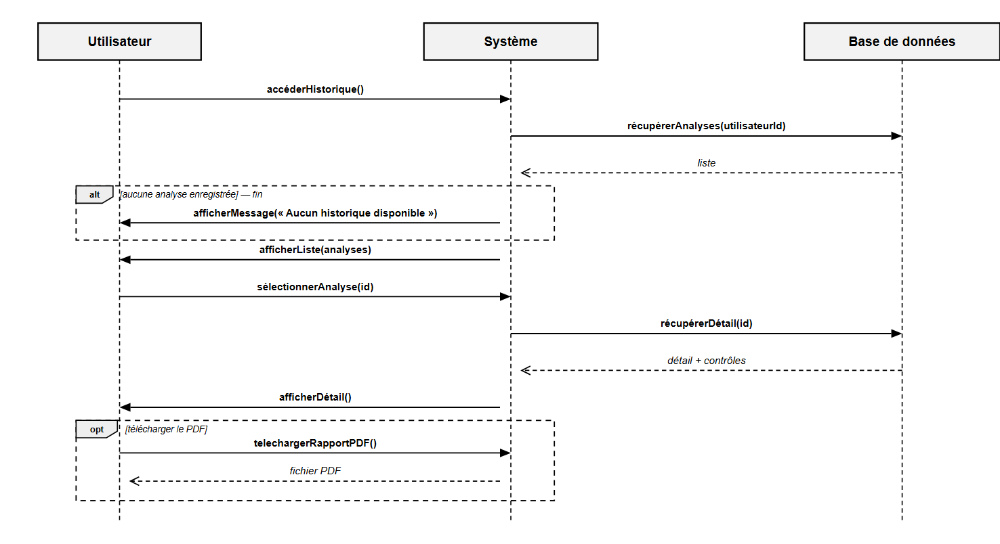 Utilisateur
Système
Base de données
accéderHistorique()
récupérerAnalyses(utilisateurId)
liste
alt
[aucune analyse enregistrée] — fin
afficherMessage(« Aucun historique disponible »)
afficherListe(analyses)
sélectionnerAnalyse(id)
récupérerDétail(id)
détail + contrôles
afficherDétail()
opt
[télécharger le PDF]
telechargerRapportPDF()
fichier PDF